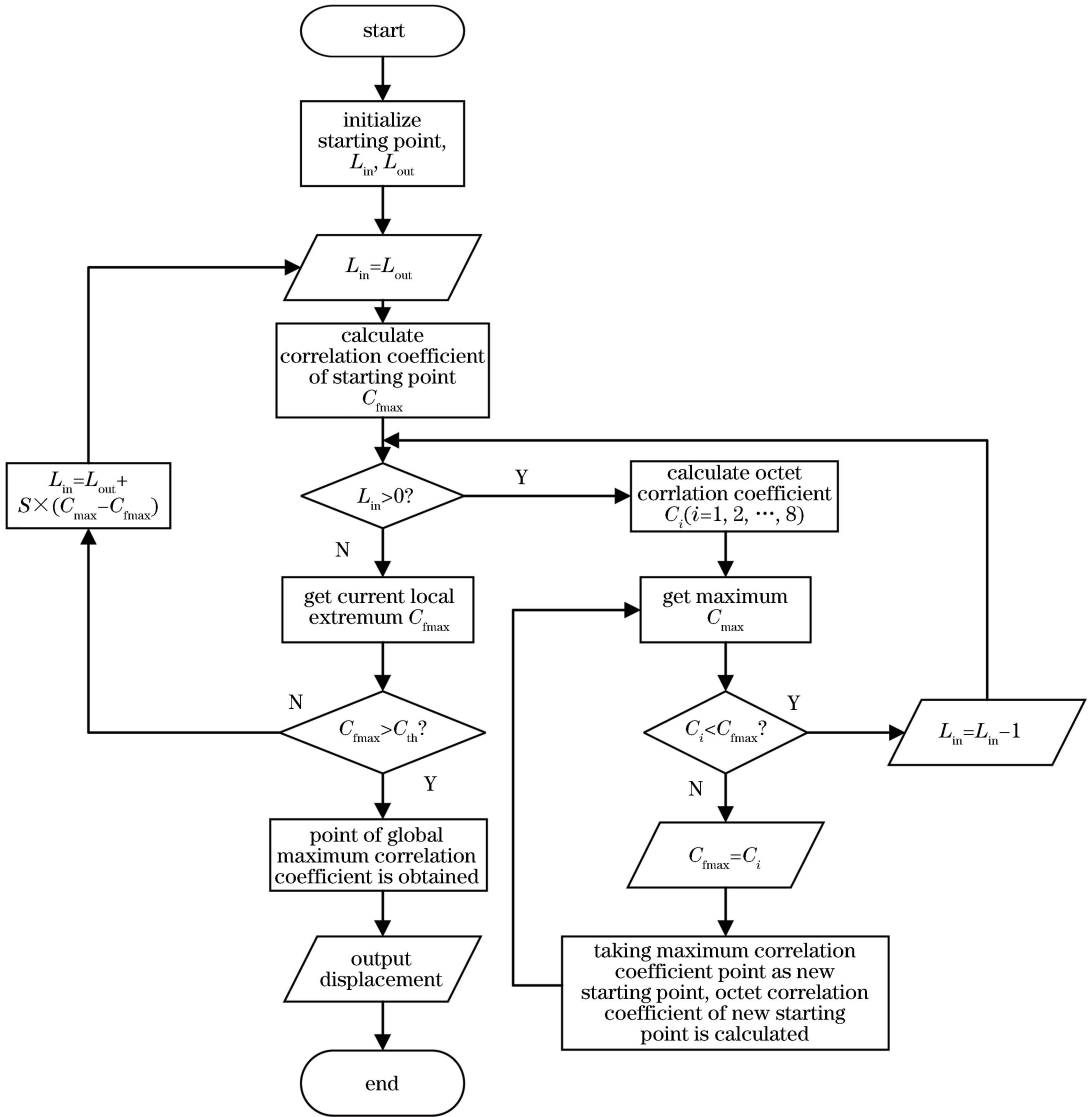 start
initialize
starting point,
L_in, L_out
L_in=L_out
calculate
correlation coefficient
of starting point
C_fmax
L_in=L_out+
S×(C_max−C_fmax)
L_in>0?
Y
N
calculate octet
corrlation coefficient
C_i(i=1, 2, ⋯, 8)
get current local
extremum C_fmax
get maximum
C_max
N
C_fmax>C_th?
Y
C_i<C_fmax?
Y
N
L_in=L_in−1
point of global
maximum correlation
coefficient is obtained
C_fmax=C_i
output
displacement
taking maximum correlation
coefficient point as new
starting point, octet correlation
coefficient of new starting
point is calculated
end